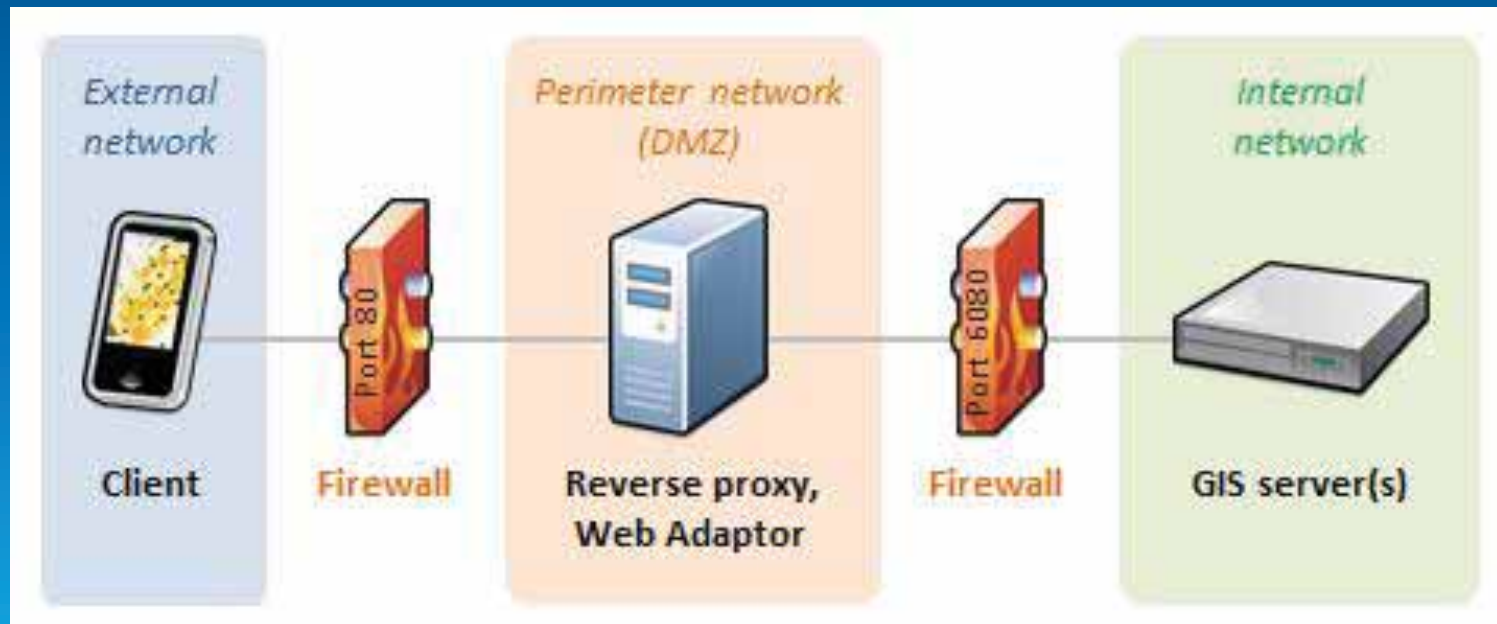 External
network
Perimeter network
(DMZ)
Internal
network
Port 80
Port 6080
Client
Firewall
Reverse proxy,
Web Adaptor
Firewall
GIS server(s)